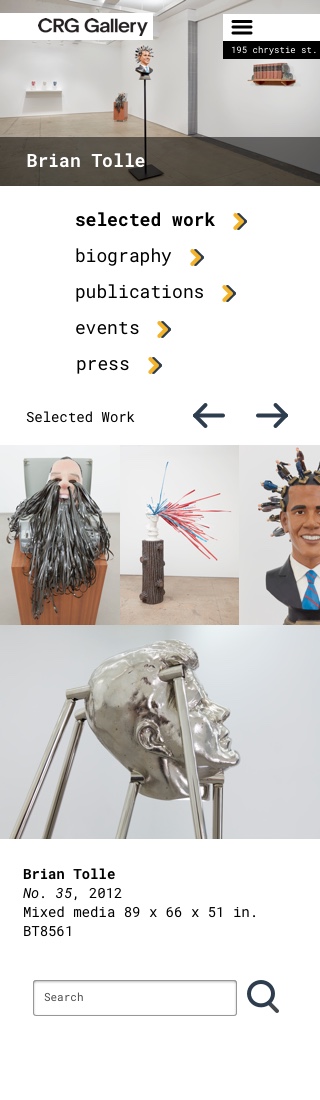 CRG Gallery
195 chrystie st.
Brian Tolle
selected work
biography
publications
events
press
Selected Work
Brian Tolle
No. 35, 2012
Mixed media 89 x 66 x 51 in.
BT8561
Search